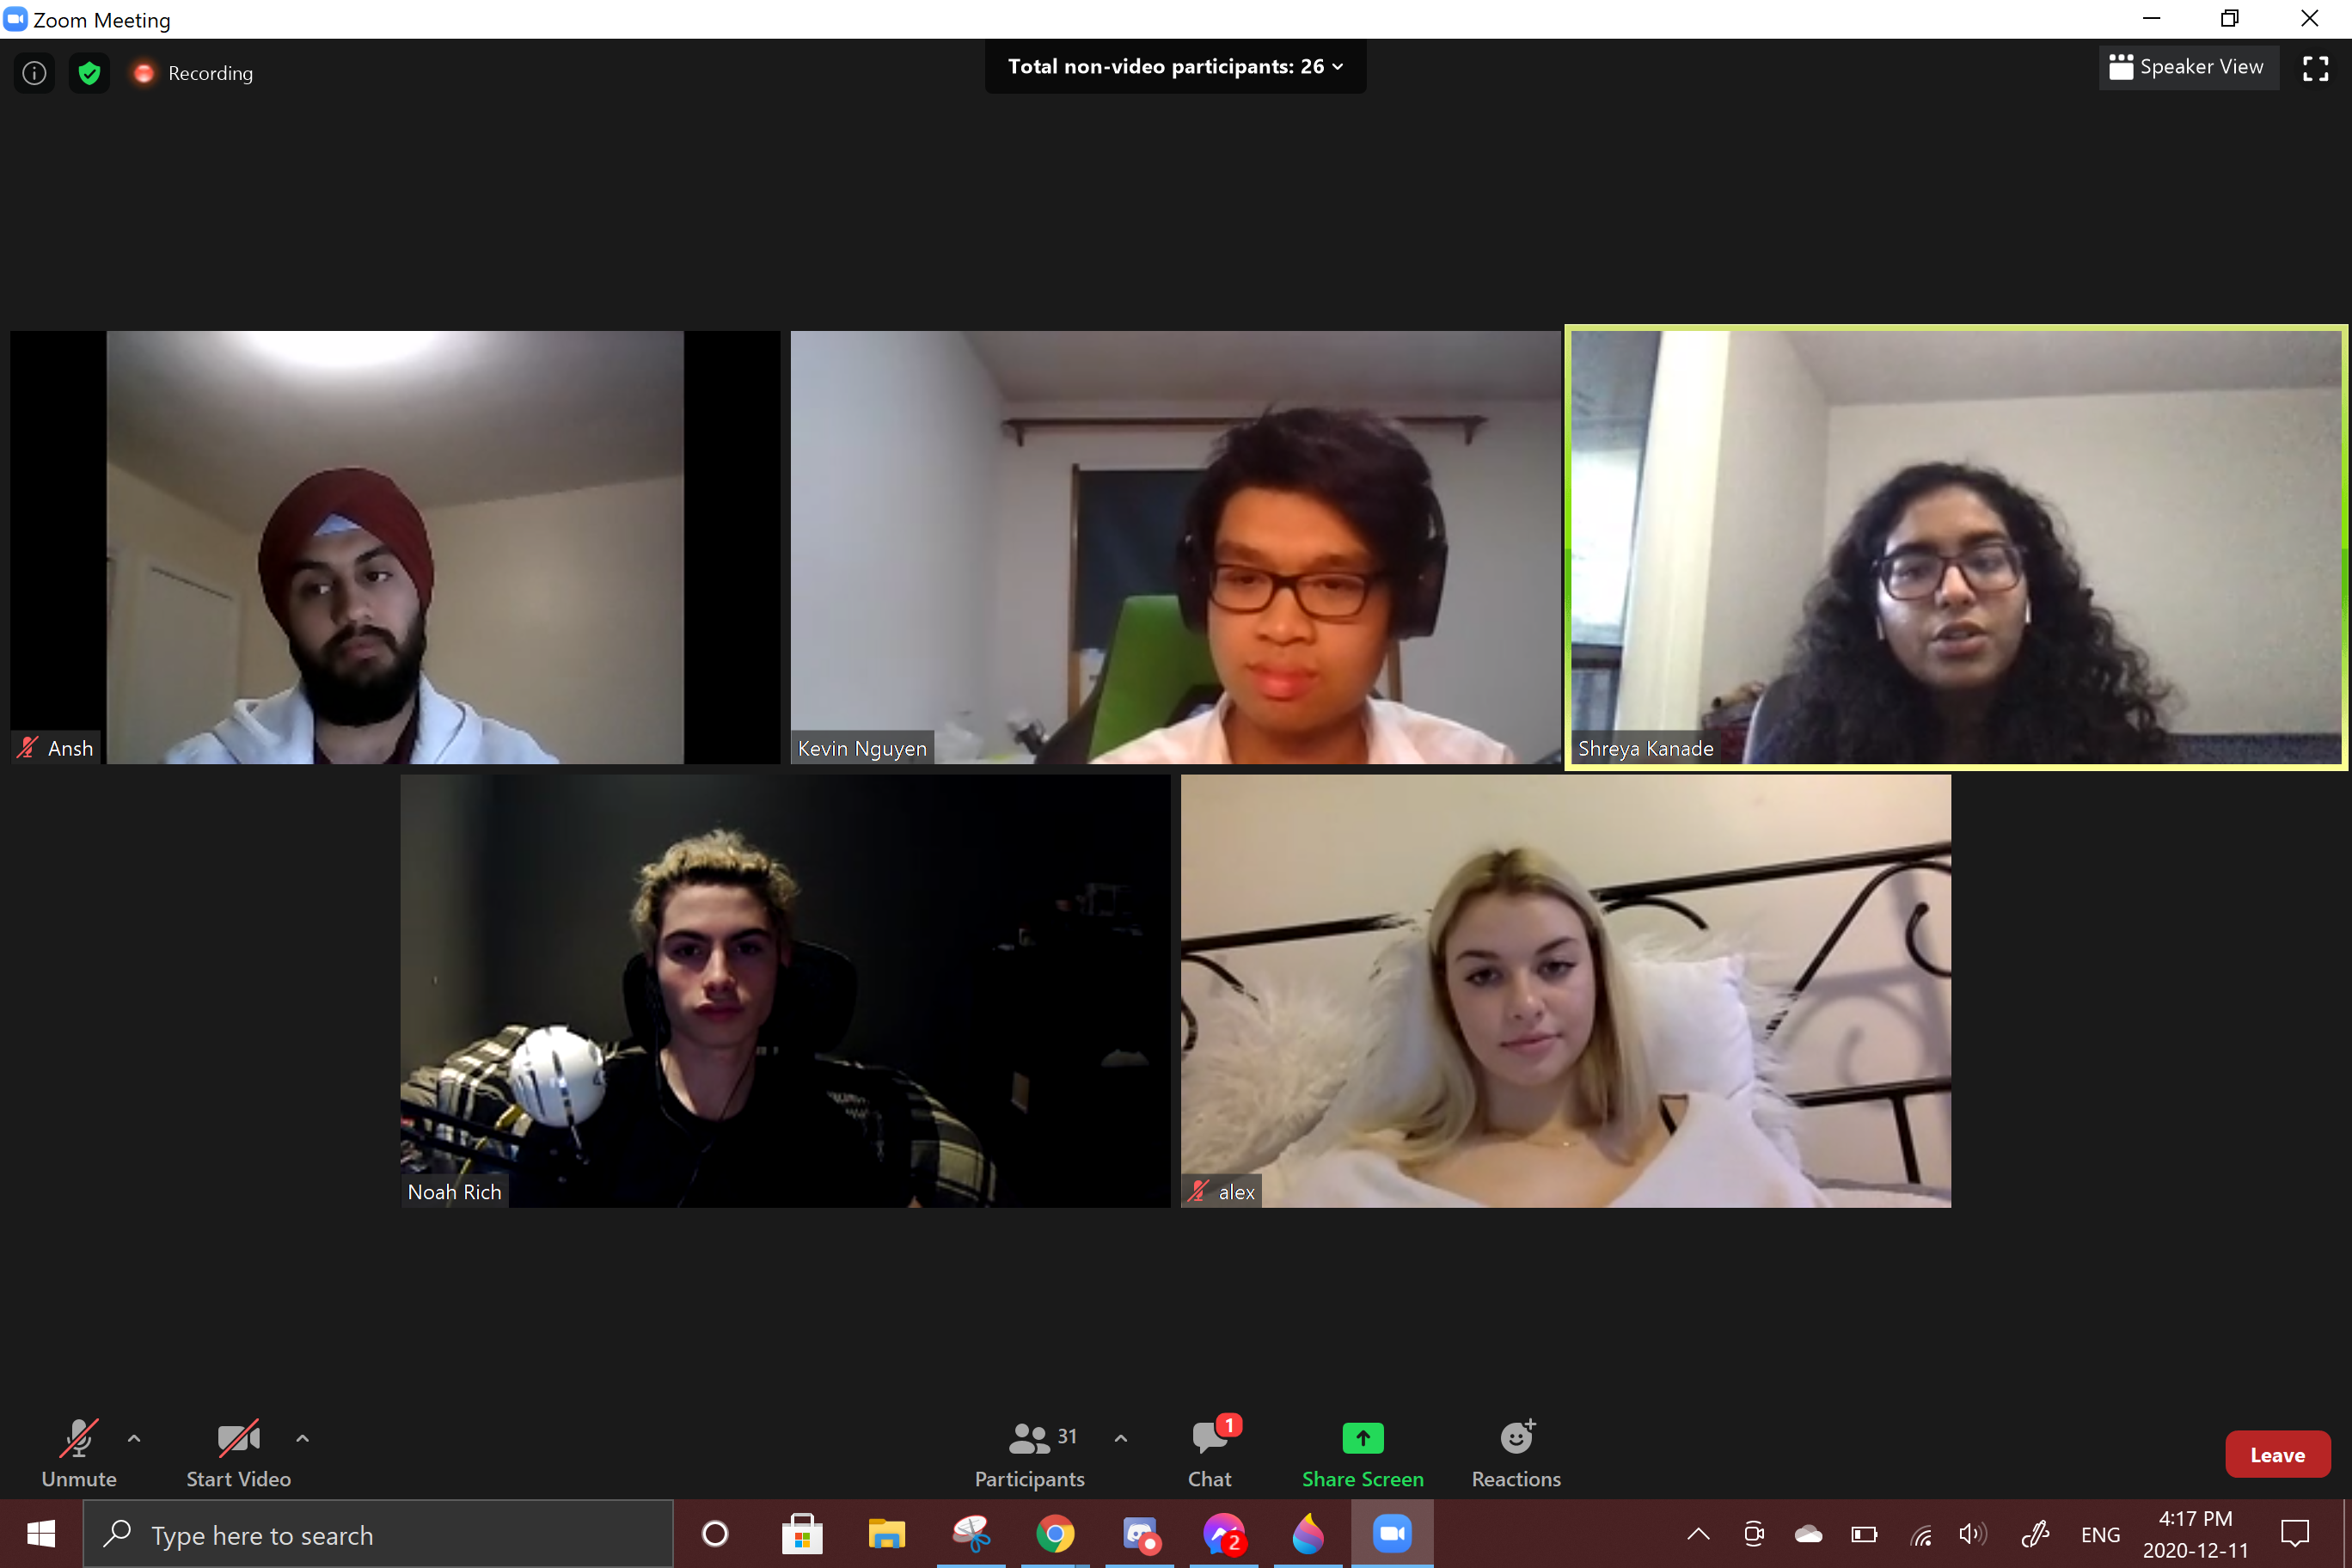 Zoom Meeting
Recording
Total non-video participants: 26
Speaker View
Ansh
Kevin Nguyen
Shreya Kanade
Noah Rich
alex
Unmute
Start Video
31
Participants
1
Chat
Share Screen
Reactions
Leave
Type here to search
2
ENG
4:17 PM
2020-12-11